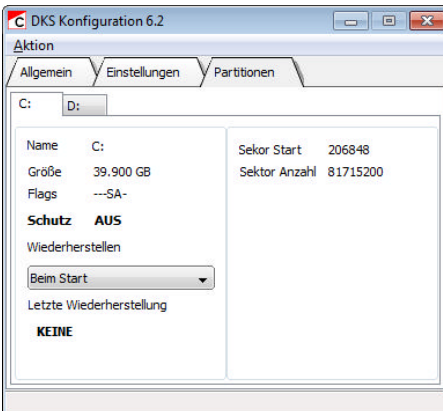 C DKS Konfiguration 6.2
Aktion
Allgemein Einstellungen Partitionen
C: D:
Name C:
Größe 39.900 GB
Flags ---SA-
Schutz AUS
Wiederherstellen
Beim Start
Letzte Wiederherstellung
KEINE
Sekor Start 206848
Sektor Anzahl 81715200